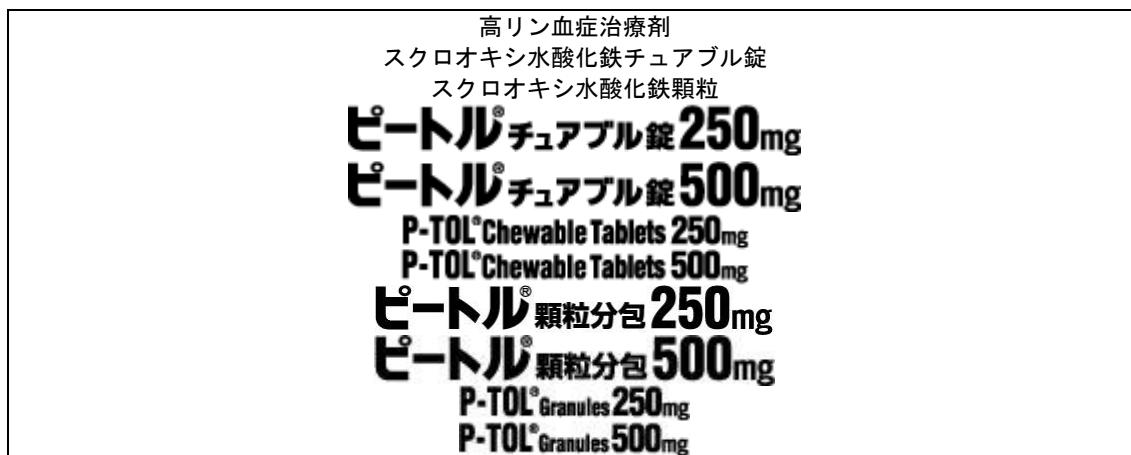 高リン血症治療剤
スクロオキシ水酸化鉄チュアブル錠
スクロオキシ水酸化鉄顆粒
ピートル®チュアブル錠250mg
ピートル®チュアブル錠500mg
P-TOL®Chewable Tablets 250mg
P-TOL®Chewable Tablets 500mg
ピートル®顆粒分包250mg
ピートル®顆粒分包500mg
P-TOL®Granules 250mg
P-TOL®Granules 500mg